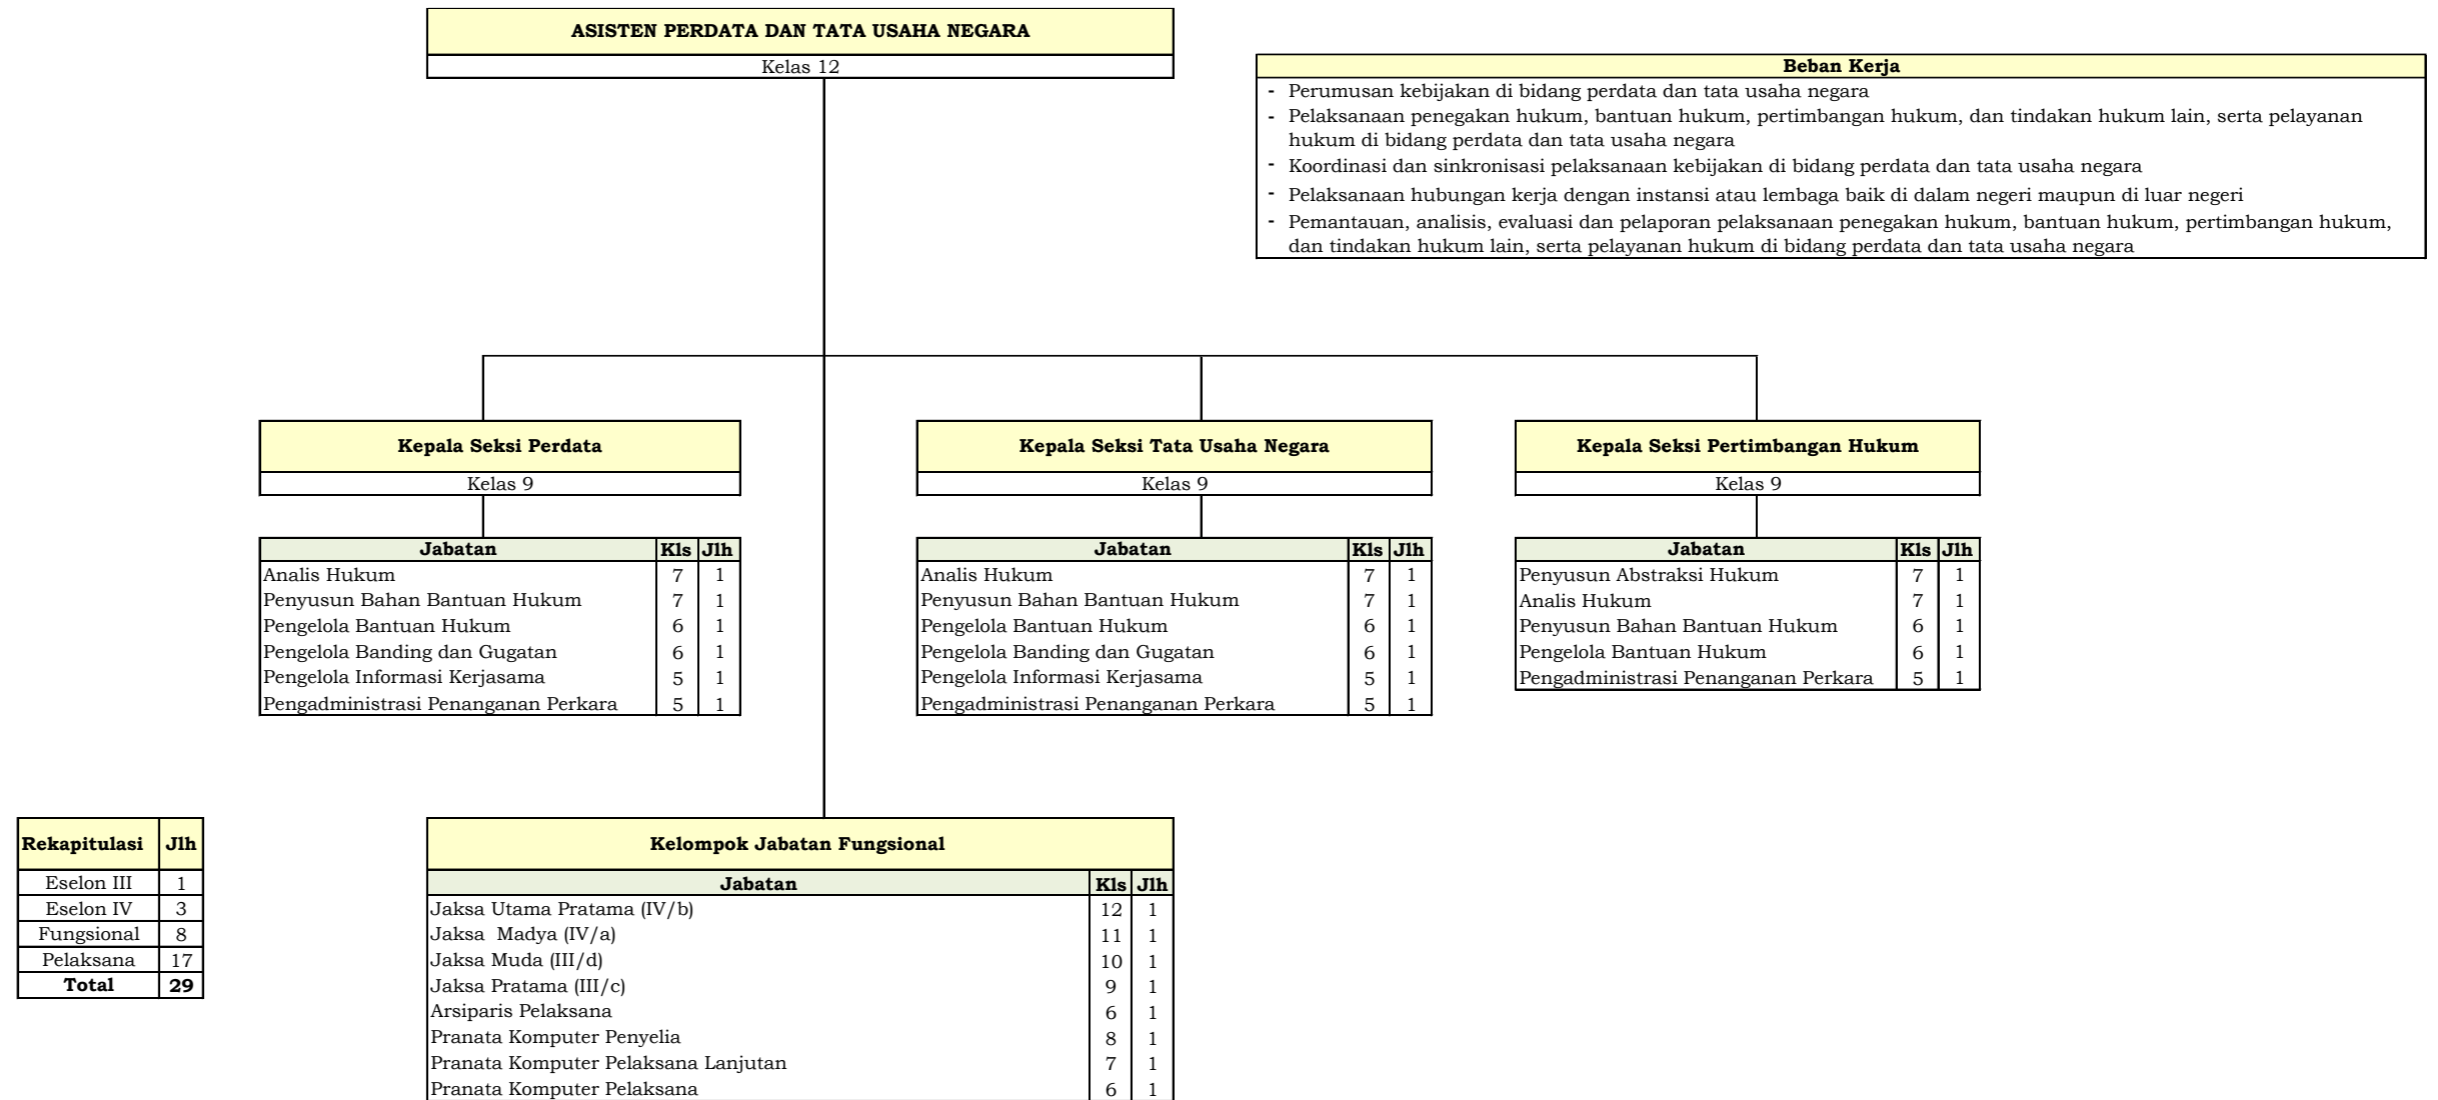 ASISTEN PERDATA DAN TATA USAHA NEGARA
Kelas 12
Beban Kerja
- Perumusan kebijakan di bidang perdata dan tata usaha negara
- Pelaksanaan penegakan hukum, bantuan hukum, pertimbangan hukum, dan tindakan hukum lain, serta pelayanan
hukum di bidang perdata dan tata usaha negara
- Koordinasi dan sinkronisasi pelaksanaan kebijakan di bidang perdata dan tata usaha negara
- Pelaksanaan hubungan kerja dengan instansi atau lembaga baik di dalam negeri maupun di luar negeri
- Pemantauan, analisis, evaluasi dan pelaporan pelaksanaan penegakan hukum, bantuan hukum, pertimbangan hukum,
dan tindakan hukum lain, serta pelayanan hukum di bidang perdata dan tata usaha negara
Kepala Seksi Perdata
Kelas 9
Jabatan Kls Jlh
Analis Hukum 7 1
Penyusun Bahan Bantuan Hukum 7 1
Pengelola Bantuan Hukum 6 1
Pengelola Banding dan Gugatan 6 1
Pengelola Informasi Kerjasama 5 1
Pengadministrasi Penanganan Perkara 5 1
Kepala Seksi Tata Usaha Negara
Kelas 9
Jabatan Kls Jlh
Analis Hukum 7 1
Penyusun Bahan Bantuan Hukum 7 1
Pengelola Bantuan Hukum 6 1
Pengelola Banding dan Gugatan 6 1
Pengelola Informasi Kerjasama 5 1
Pengadministrasi Penanganan Perkara 5 1
Kepala Seksi Pertimbangan Hukum
Kelas 9
Jabatan Kls Jlh
Penyusun Abstraksi Hukum 7 1
Analis Hukum 7 1
Penyusun Bahan Bantuan Hukum 6 1
Pengelola Bantuan Hukum 6 1
Pengadministrasi Penanganan Perkara 5 1
Rekapitulasi Jlh
Eselon III 1
Eselon IV 3
Fungsional 8
Pelaksana 17
Total 29
Kelompok Jabatan Fungsional
Jabatan Kls Jlh
Jaksa Utama Pratama (IV/b) 12 1
Jaksa Madya (IV/a) 11 1
Jaksa Muda (III/d) 10 1
Jaksa Pratama (III/c) 9 1
Arsiparis Pelaksana 6 1
Pranata Komputer Penyelia 8 1
Pranata Komputer Pelaksana Lanjutan 7 1
Pranata Komputer Pelaksana 6 1